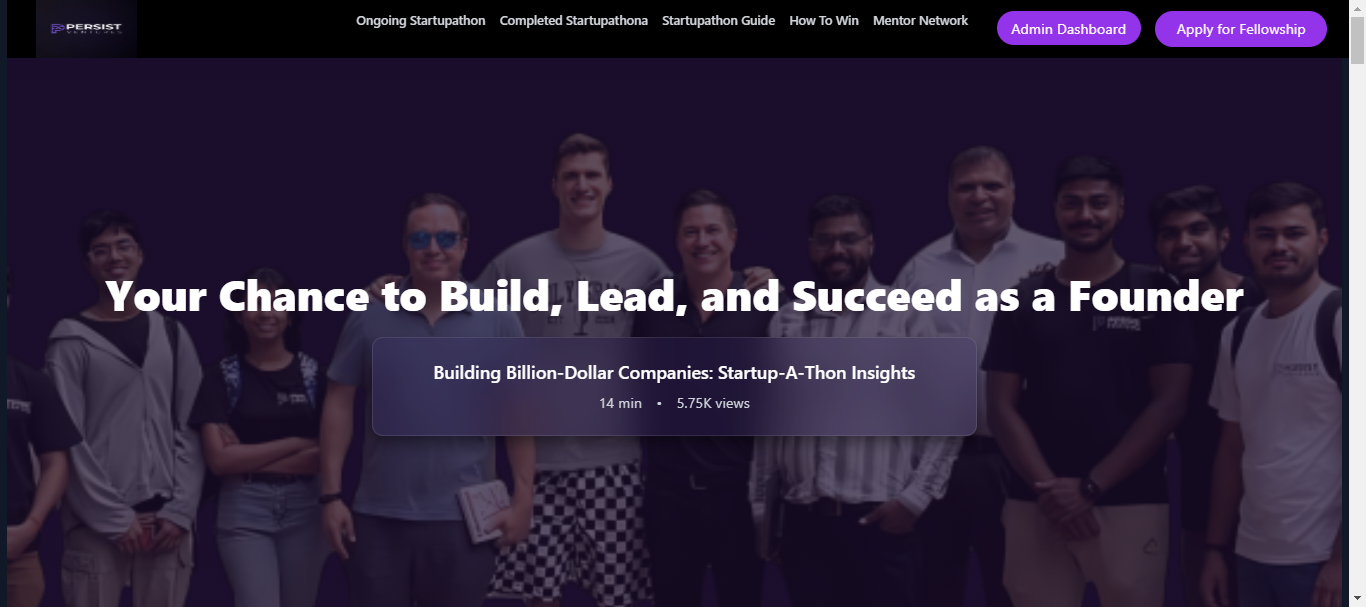 PERSIST
VENTURES
Ongoing Startupathon
Completed Startupathona
Startupathon Guide
How To Win
Mentor Network
Admin Dashboard
Apply for Fellowship
Your Chance to Build, Lead, and Succeed as a Founder
Building Billion-Dollar Companies: Startup-A-Thon Insights
14 min • 5.75K views